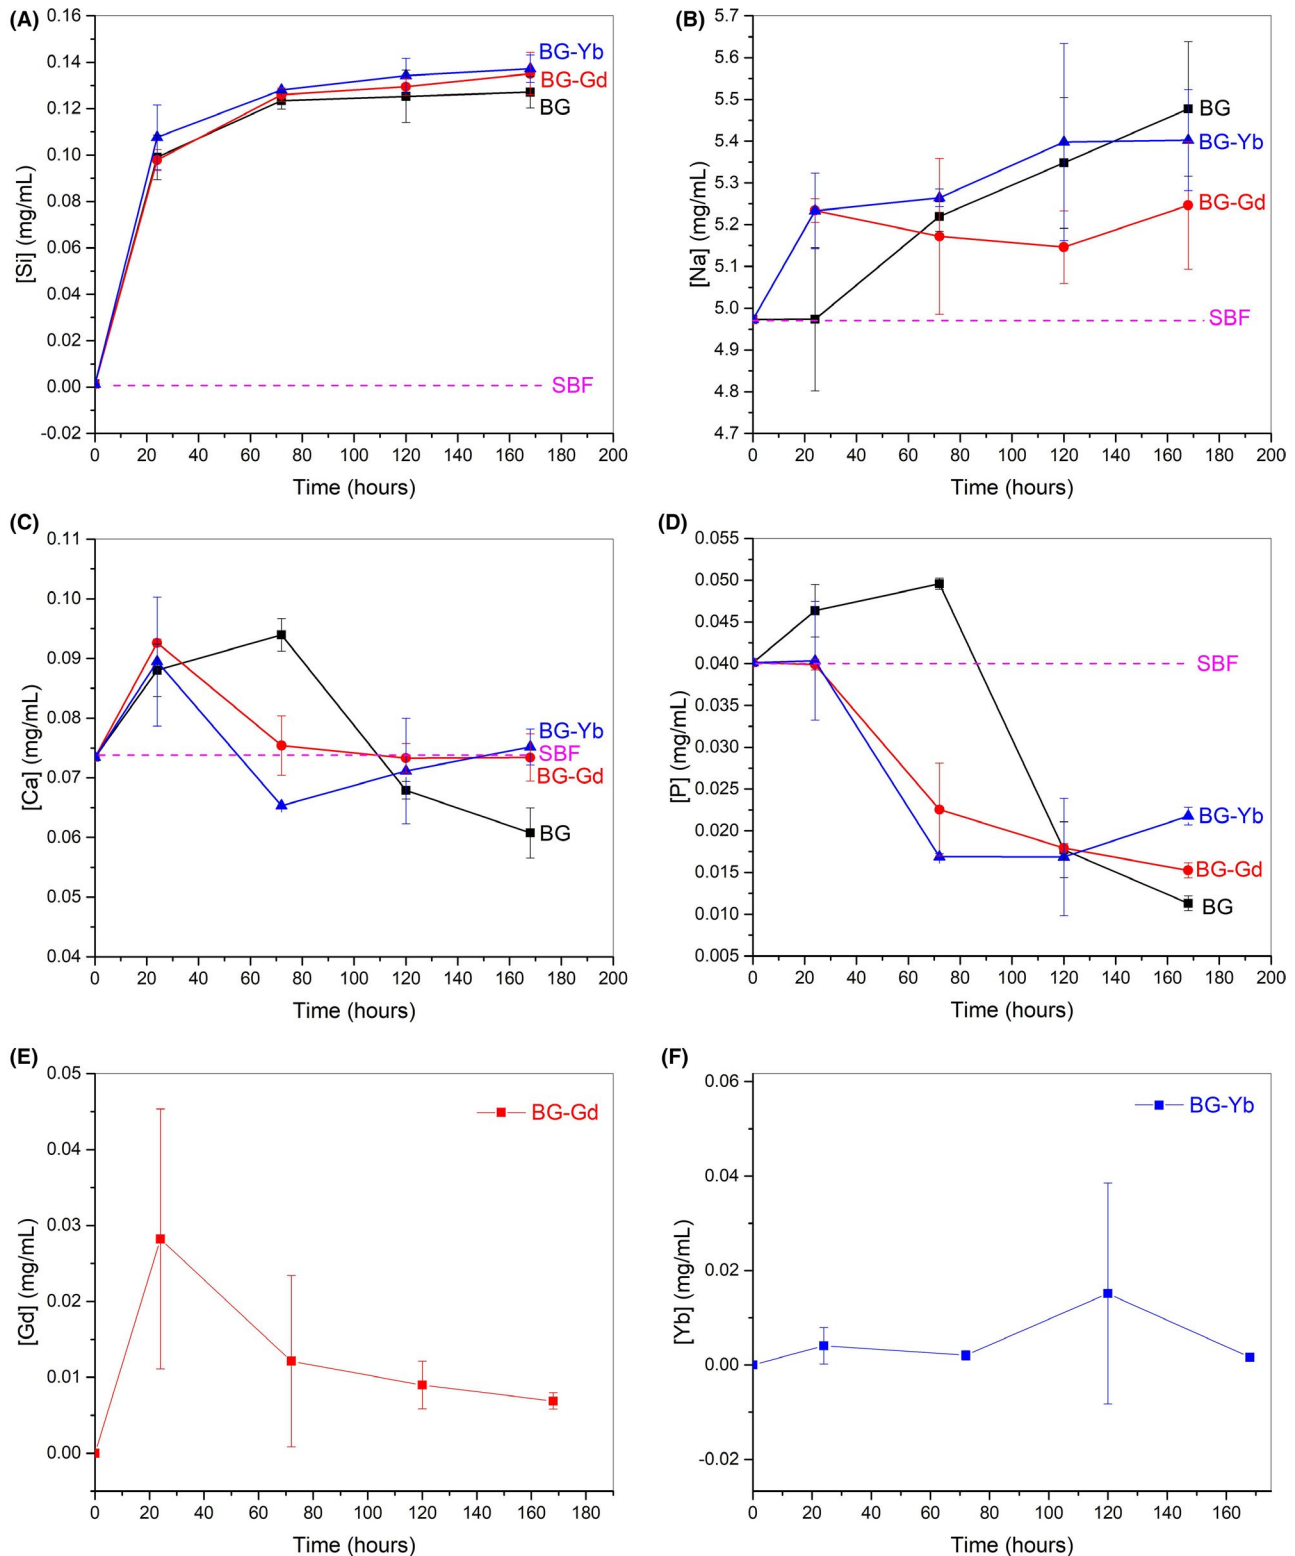 (A)
[Si] (mg/mL)
0.16
0.14
0.12
0.10
0.08
0.06
0.04
0.02
0.00
-0.02
BG-Yb
BG-Gd
BG
SBF
0 20 40 60 80 100 120 140 160 180 200
Time (hours)
(B)
[Na] (mg/mL)
5.7
5.6
5.5
5.4
5.3
5.2
5.1
5.0
4.9
4.8
4.7
BG
BG-Yb
BG-Gd
SBF
0 20 40 60 80 100 120 140 160 180 200
Time (hours)
(C)
[Ca] (mg/mL)
0.11
0.10
0.09
0.08
0.07
0.06
0.05
0.04
BG-Yb
SBF
BG-Gd
BG
0 20 40 60 80 100 120 140 160 180 200
Time (hours)
(D)
[P] (mg/mL)
0.055
0.050
0.045
0.040
0.035
0.030
0.025
0.020
0.015
0.010
0.005
SBF
BG-Yb
BG-Gd
BG
0 20 40 60 80 100 120 140 160 180 200
Time (hours)
(E)
[Gd] (mg/mL)
0.05
0.04
0.03
0.02
0.01
0.00
BG-Gd
0 20 40 60 80 100 120 140 160 180
Time (hours)
(F)
[Yb] (mg/mL)
0.06
0.04
0.02
0.00
-0.02
BG-Yb
0 20 40 60 80 100 120 140 160
Time (hours)